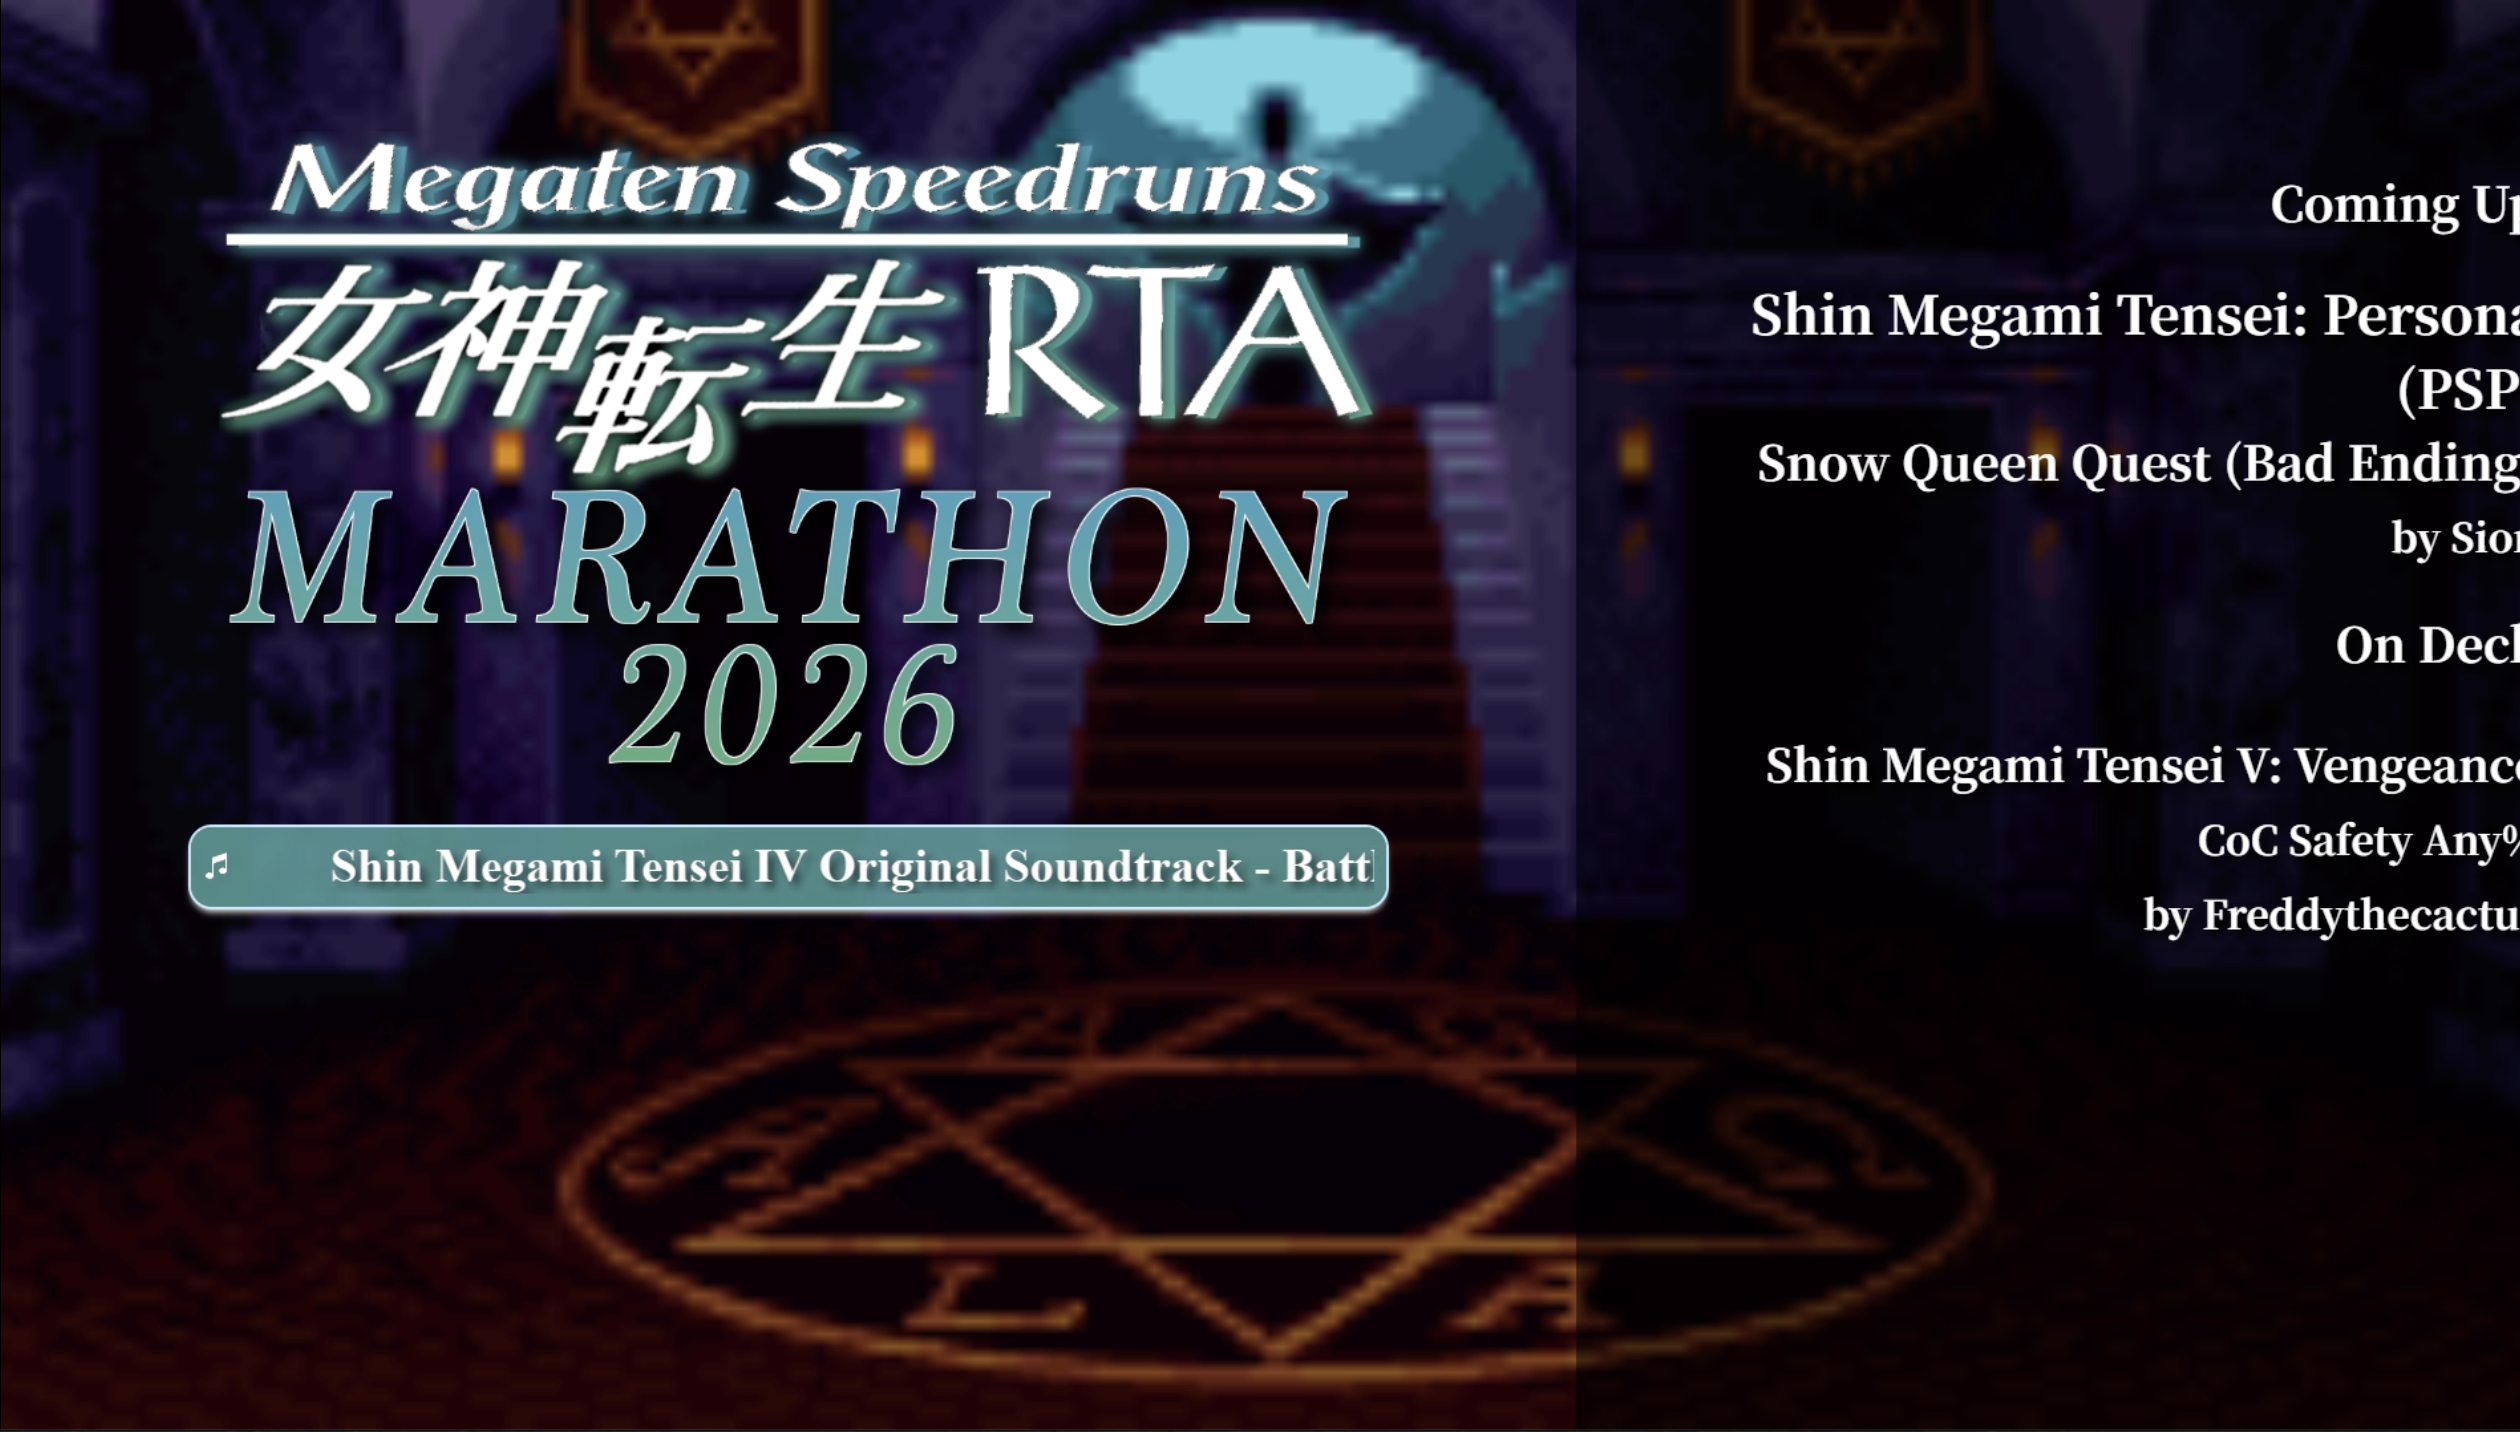 Megaten Speedruns
女神転生 RTA
MARATHON
2026
♫ Shin Megami Tensei IV Original Soundtrack - Batt
Coming Up
Shin Megami Tensei: Persona
(PSP
Snow Queen Quest (Bad Ending
by Sion
On Deck
Shin Megami Tensei V: Vengeance
CoC Safety Any%
by Freddythecactu
L A